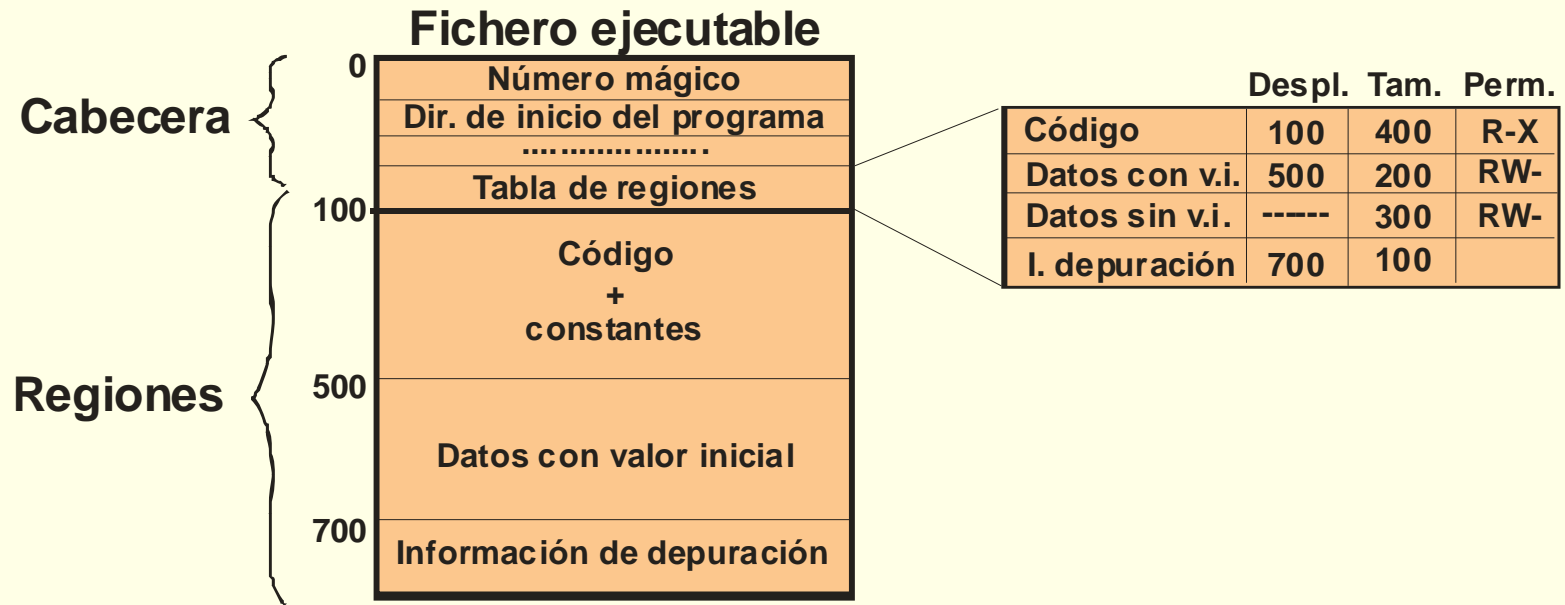 Fichero ejecutable
Cabecera
0
Número mágico
Dir. de inicio del programa
...................
Tabla de regiones
Regiones
100
Código
+
constantes
500
Datos con valor inicial
700
Información de depuración
Despl. Tam. Perm.
Código 100 400 R-X
Datos con v.i. 500 200 RW-
Datos sin v.i. ------ 300 RW-
I. depuración 700 100